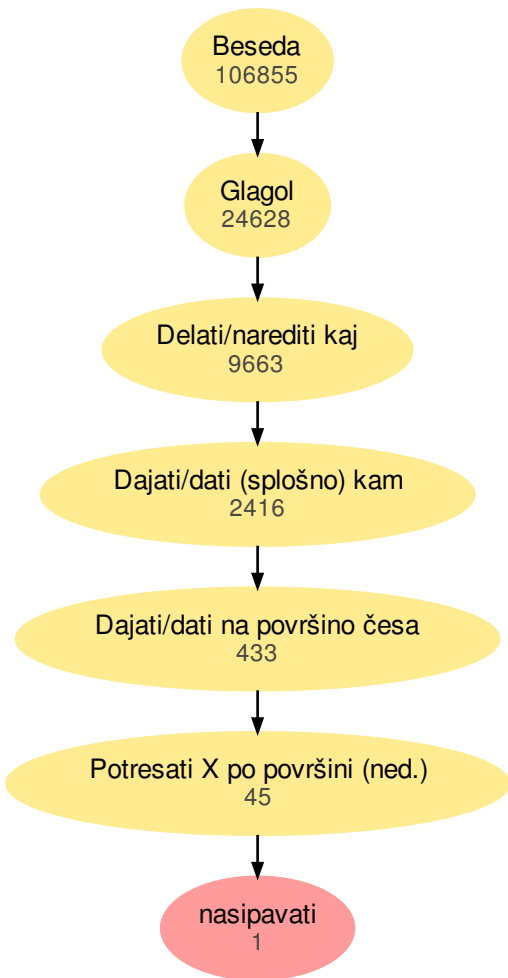 Beseda
106855
Glagol
24628
Delati/narediti kaj
9663
Dajati/dati (splošno) kam
2416
Dajati/dati na površino česa
433
Potresati X po površini (ned.)
45
nasipavati
1